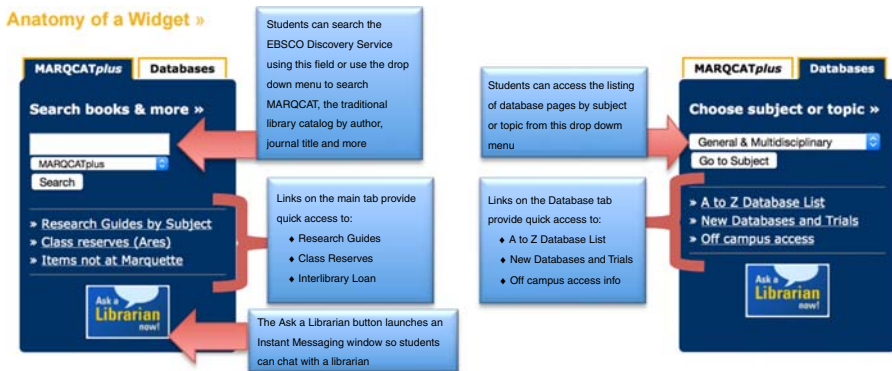 Anatomy of a Widget »
MARQCATplus Databases
Search books & more »
MARQCATplus
Search
» Research Guides by Subject
» Class reserves (Ares)
» Items not at Marquette
Ask a
Librarian
now!
Students can search the
EBSCO Discovery Service
using this field or use the drop
down menu to search
MARQCAT, the traditional
library catalog by author,
journal title and more
Links on the main tab provide
quick access to:
♦ Research Guides
♦ Class Reserves
♦ Interlibrary Loan
The Ask a Librarian button launches an
Instant Messaging window so students
can chat with a librarian
Students can access the listing
of database pages by subject
or topic from this drop dowm
menu
Links on the Database tab
provide quick access to:
♦ A to Z Database List
♦ New Databases and Trials
♦ Off campus access info
MARQCATplus Databases
Choose subject or topic »
General & Multidisciplinary
Go to Subject
» A to Z Database List
» New Databases and Trials
» Off campus access
Ask a
Librarian
now!